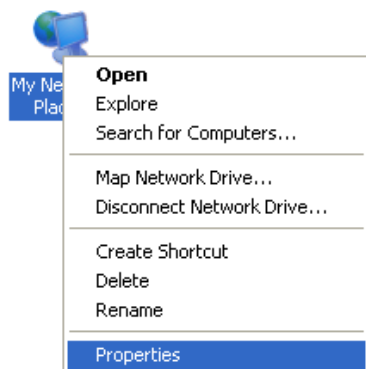 My Ne
Plac
Open
Explore
Search for Computers...
Map Network Drive...
Disconnect Network Drive...
Create Shortcut
Delete
Rename
Properties